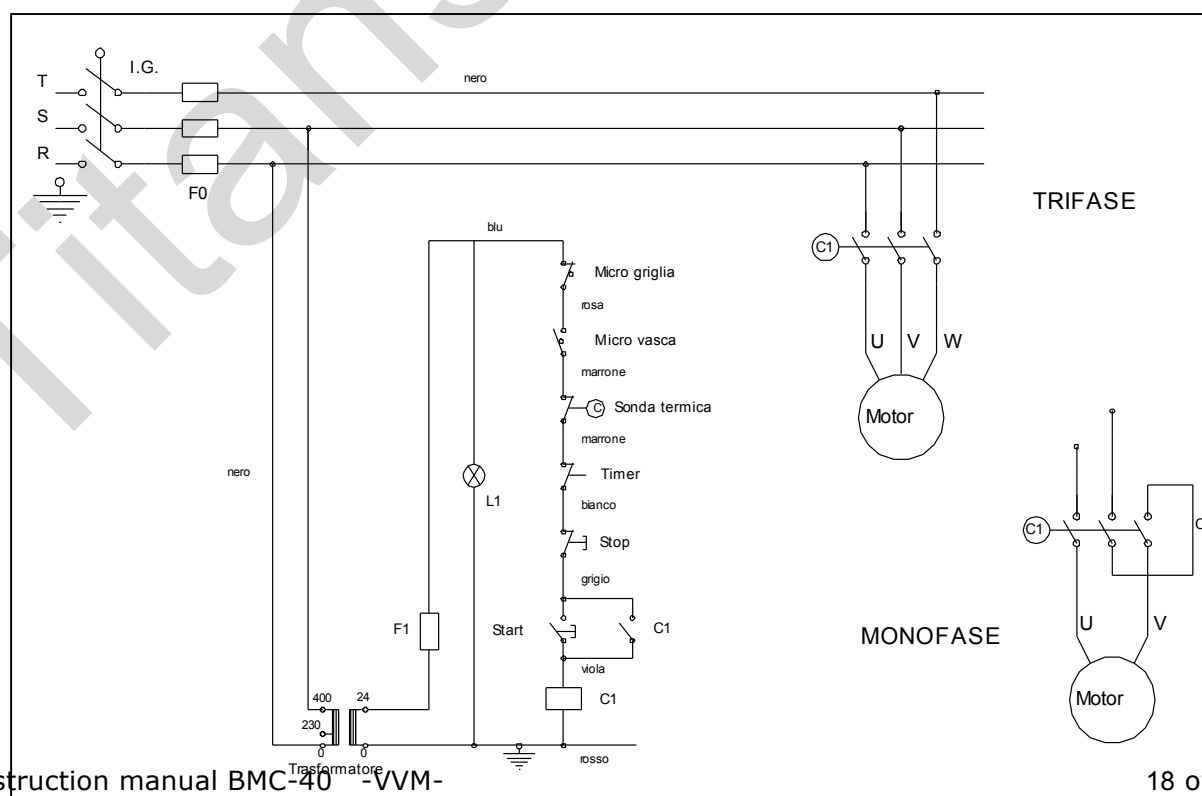 Titans
I.G.
T
nero
S
R
F0
TRIFASE
blu
C1
Micro griglia
rosa
Micro vasca
U V W
marrone
C Sonda termica
Motor
marrone
nero
Timer
L1
bianco
C1
Stop
grigio
F1
Start
C1
U V
MONOFASE
viola
400 24
C1
Motor
230
0 0
rosso
Trasformatore
struction manual BMC-40 -VVM-
18 o